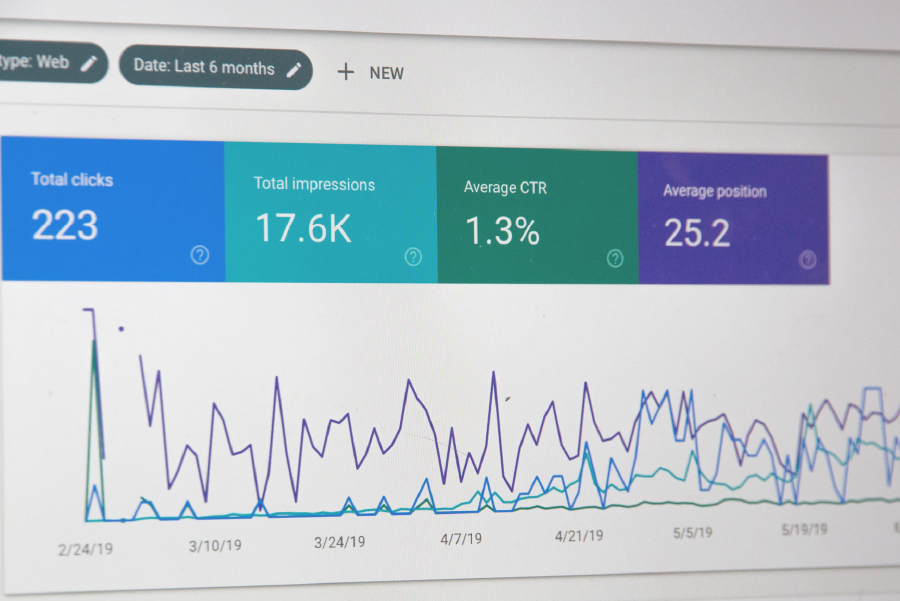 type: Web
Date: Last 6 months
+ NEW
Total clicks
223
Total impressions
17.6K
Average CTR
1.3%
Average position
25.2
2/24/19
3/10/19
3/24/19
4/7/19
4/21/19
5/5/19
5/19/19